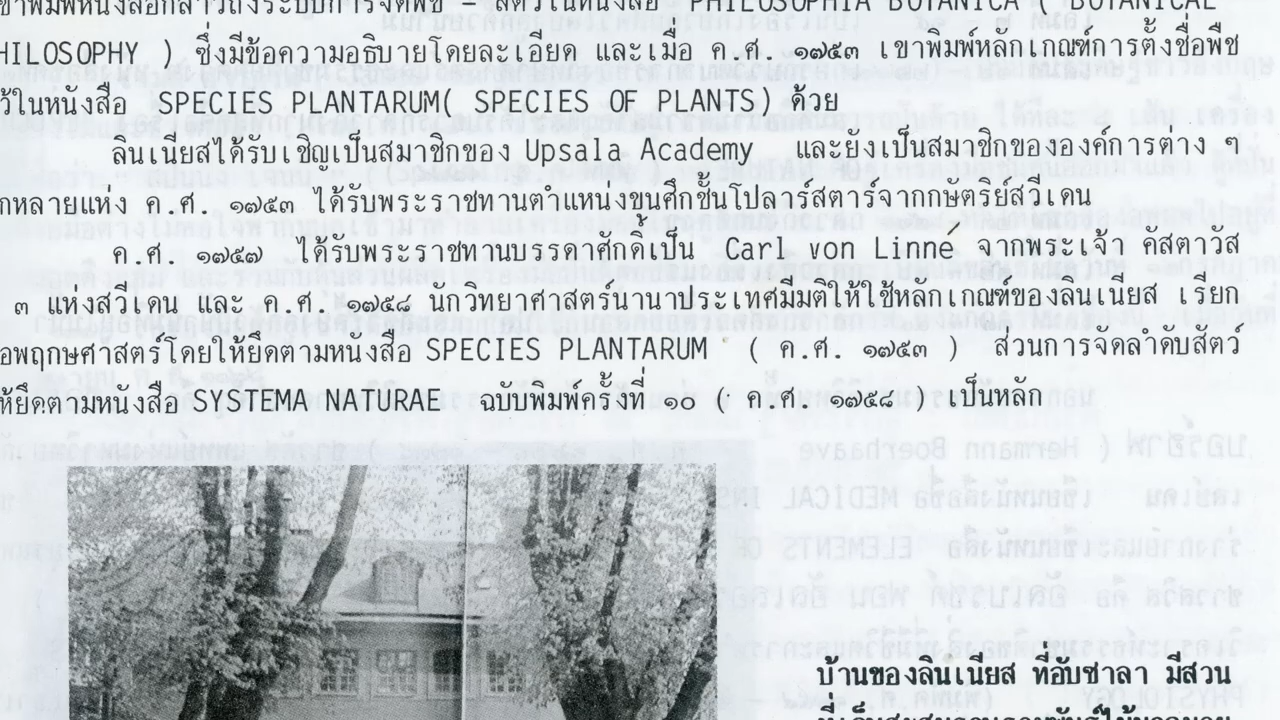 ขาพิมพ์หนังสือกล่าวถึงระบบการจัดพืช - สัตว์ในหนังสือ PHILOSOPHIA BOTANICA ( BOTANICAL
HILOSOPHY ) ซึ่งมีข้อความอธิบายโดยละเอียด และเมื่อ ค.ศ. ๑๗๕๓ เขาพิมพ์หลักเกณฑ์การตั้งชื่อพืช
ว้ในหนังสือ SPECIES PLANTARUM( SPECIES OF PLANTS) ด้วย
ลินเนียสได้รับเชิญเป็นสมาชิกของ Upsala Academy และยังเป็นสมาชิกขององค์การต่าง ๆ
กหลายแห่ง ค.ศ. ๑๗๕๓ ได้รับพระราชทานตำแหน่งขุนศึกชั้นโปลาร์สตาร์จากกษัตริย์สวีเดน
ค.ศ. ๑๗๕๗ ได้รับพระราชทานบรรดาศักดิ์เป็น Carl von Linné จากพระเจ้า คัสตาวัส
๓ แห่งสวีเดน และ ค.ศ. ๑๗๕๘ นักวิทยาศาสตร์นานาประเทศมีมติให้ใช้หลักเกณฑ์ของลินเนียส เรียก
อพฤกษศาสตร์โดยให้ยึดตามหนังสือ SPECIES PLANTARUM ( ค.ศ. ๑๗๕๓ ) ส่วนการจัดลำดับสัตว์
ห้ยึดตามหนังสือ SYSTEMA NATURAE ฉบับพิมพ์ครั้งที่ ๑๐ ( ค.ศ. ๑๗๕๘ ) เป็นหลัก
บ้านของลินเนียส ที่อับซาลา มีสวน